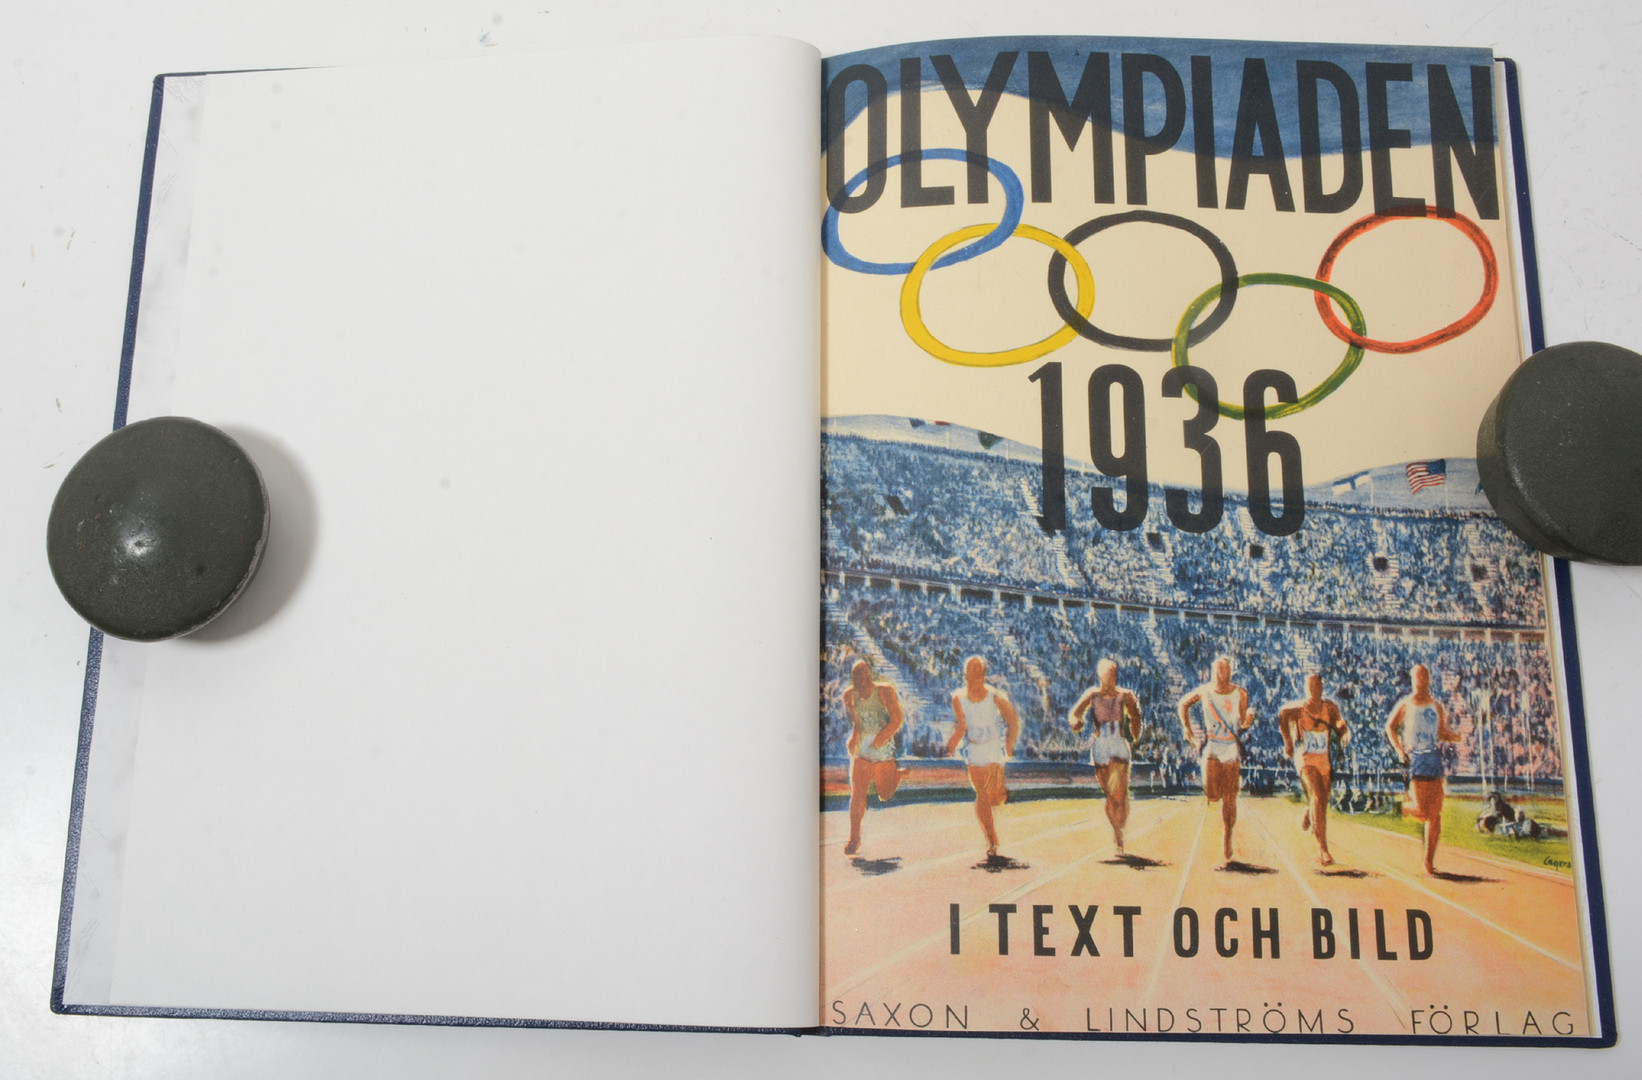 OLYMPIADEN
1936
I TEXT OCH BILD
SAXON & LINDSTRÖMS FÖRLAG